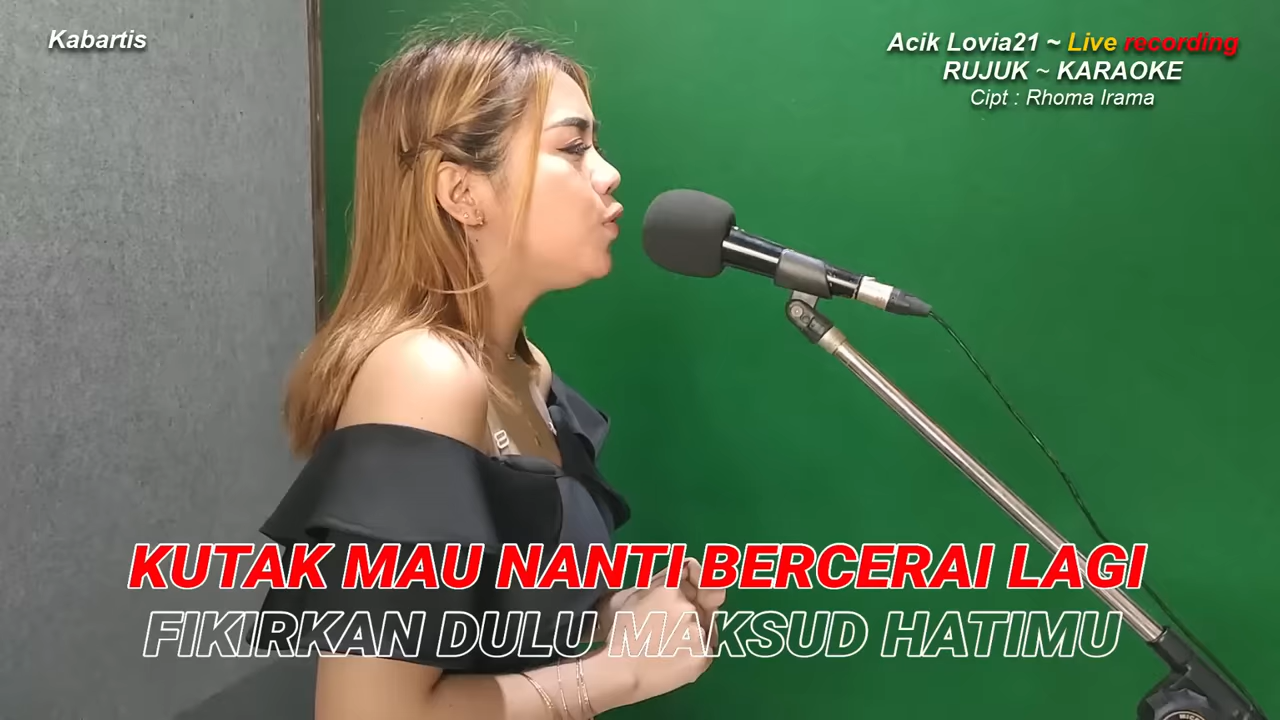 Kabartis
Acik Lovia21 ~ Live recording
RUJUK ~ KARAOKE
Cipt : Rhoma Irama
KUTAK MAU NANTI BERCERAI LAGI
FIKIRKAN DULU MAKSUD HATIMU